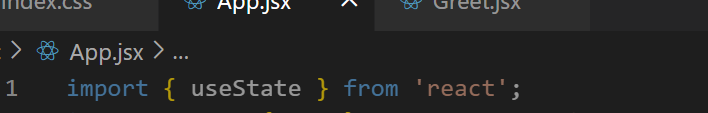 index.css App.jsx Greet.jsx
App.jsx > ...
1 import { useState } from 'react';